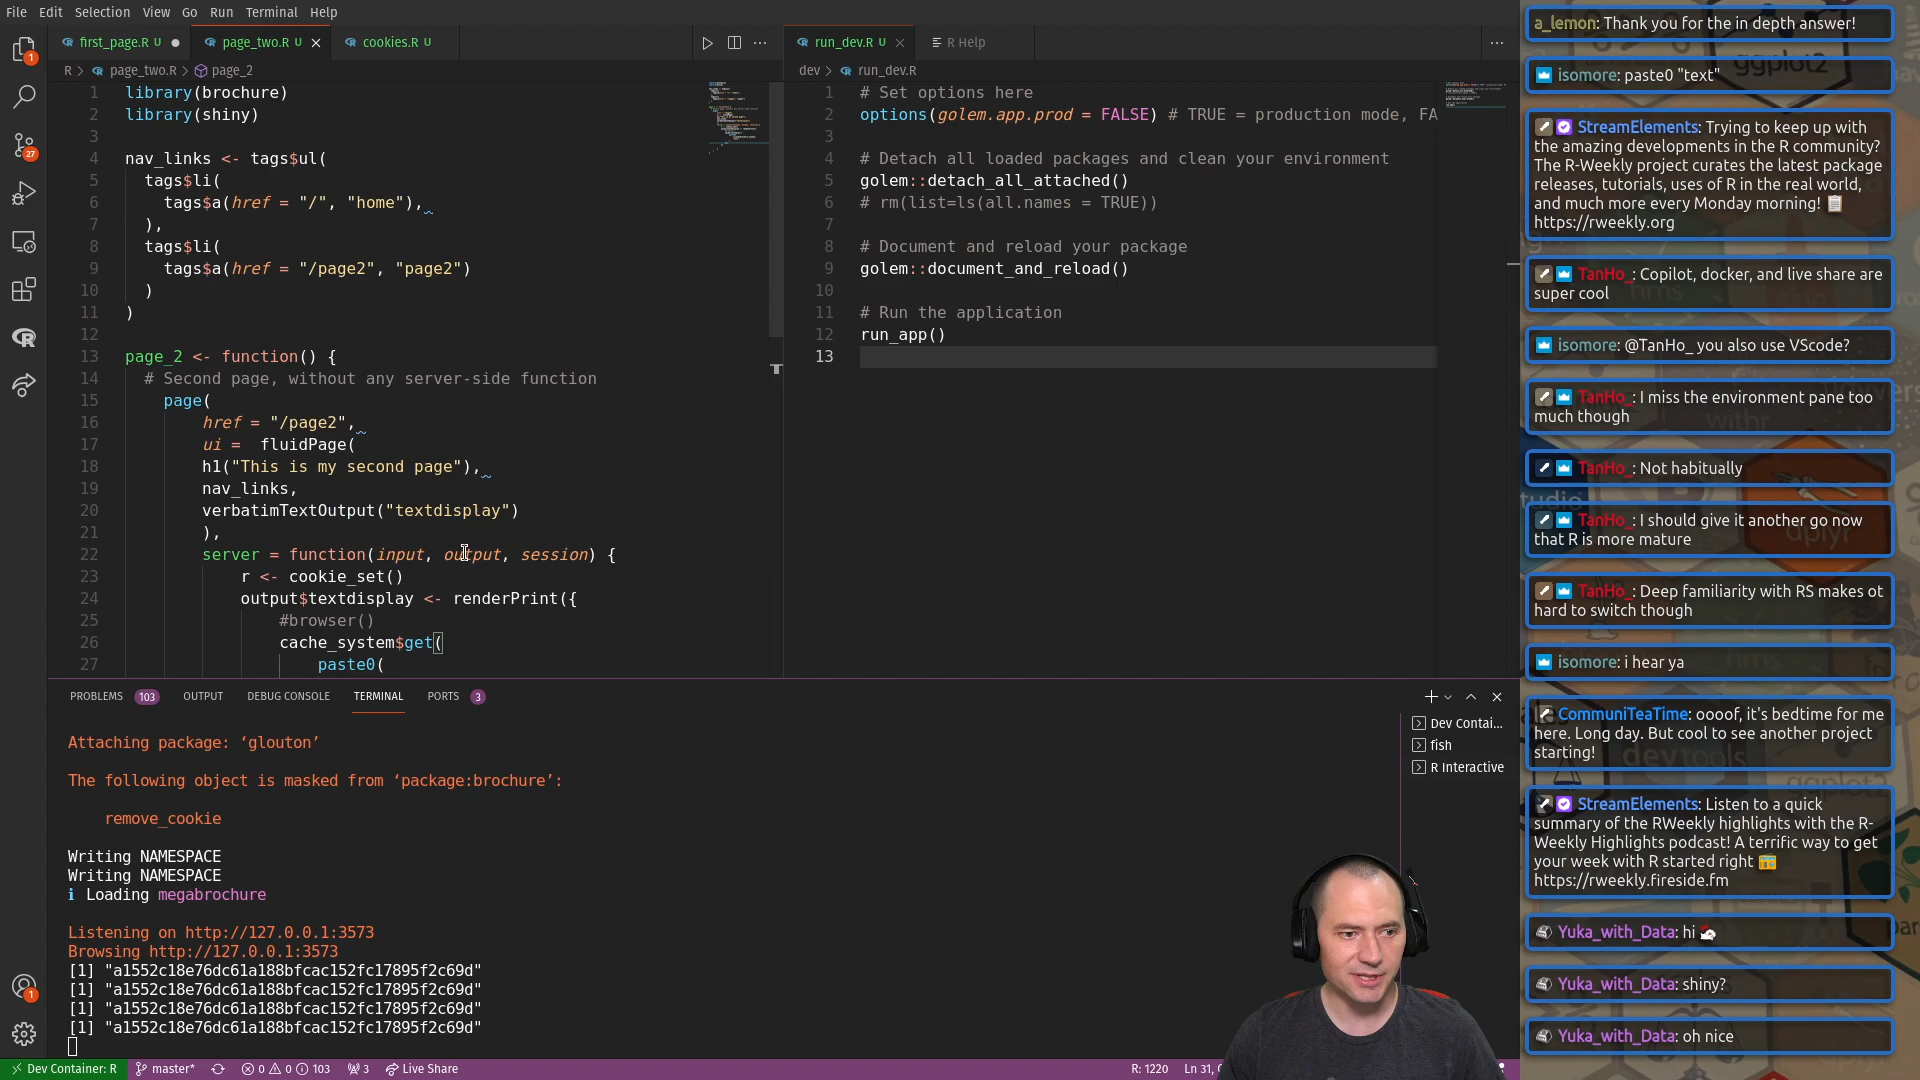 File Edit Selection View Go Run Terminal Help
first_page.R U page_two.R U cookies.R U
R page_two.R page_2
1 library(brochure)
2 library(shiny)
3
4 nav_links <- tags$ul(
5 tags$li(
6 tags$a(href = "/", "home"),
7 ),
8 tags$li(
9 tags$a(href = "/page2", "page2")
10 )
11 )
12
13 page_2 <- function() {
14 # Second page, without any server-side function
15 page(
16 href = "/page2",
17 ui = fluidPage(
18 h1("This is my second page"),
19 nav_links,
20 verbatimTextOutput("textdisplay")
21 ),
22 server = function(input, output, session) {
23 r <- cookie_set()
24 output$textdisplay <- renderPrint({
25 #browser()
26 cache_system$get(
27 paste0(
run_dev.R U R Help
dev run_dev.R
1 # Set options here
2 options(golem.app.prod = FALSE) # TRUE = production mode, FA
3
4 # Detach all loaded packages and clean your environment
5 golem::detach_all_attached()
6 # rm(list=ls(all.names = TRUE))
7
8 # Document and reload your package
9 golem::document_and_reload()
10
11 # Run the application
12 run_app()
13
1
27
1
PROBLEMS 103 OUTPUT DEBUG CONSOLE TERMINAL PORTS 3
Attaching package: ‘glouton’
The following object is masked from ‘package:brochure’:
remove_cookie
Writing NAMESPACE
Writing NAMESPACE
ℹ Loading megabrochure
Listening on http://127.0.0.1:3573
Browsing http://127.0.0.1:3573
[1] "a1552c18e76dc61a188bfcac152fc17895f2c69d"
[1] "a1552c18e76dc61a188bfcac152fc17895f2c69d"
[1] "a1552c18e76dc61a188bfcac152fc17895f2c69d"
[1] "a1552c18e76dc61a188bfcac152fc17895f2c69d"
Dev Contai...
fish
R Interactive
Dev Container: R master* 0 0 103 3 Live Share R: 1220 Ln 31,
a_lemon: Thank you for the in depth answer!
isomore: paste0 "text"
StreamElements: Trying to keep up with
the amazing developments in the R community?
The R-Weekly project curates the latest package
releases, tutorials, uses of R in the real world,
and much more every Monday morning! 📋
https://rweekly.org
TanHo_: Copilot, docker, and live share are
super cool
isomore: @TanHo_ you also use VScode?
TanHo_: I miss the environment pane too
much though
TanHo_: Not habitually
TanHo_: I should give it another go now
that R is more mature
TanHo_: Deep familiarity with RS makes ot
hard to switch though
isomore: i hear ya
CommuniTeaTime: oooof, it's bedtime for me
here. Long day. But cool to see another project
starting!
StreamElements: Listen to a quick
summary of the RWeekly highlights with the R-
Weekly Highlights podcast! A terrific way to get
your week with R started right 📻
https://rweekly.fireside.fm
Yuka_with_Data: hi
Yuka_with_Data: shiny?
Yuka_with_Data: oh nice
ggplot2
devtools